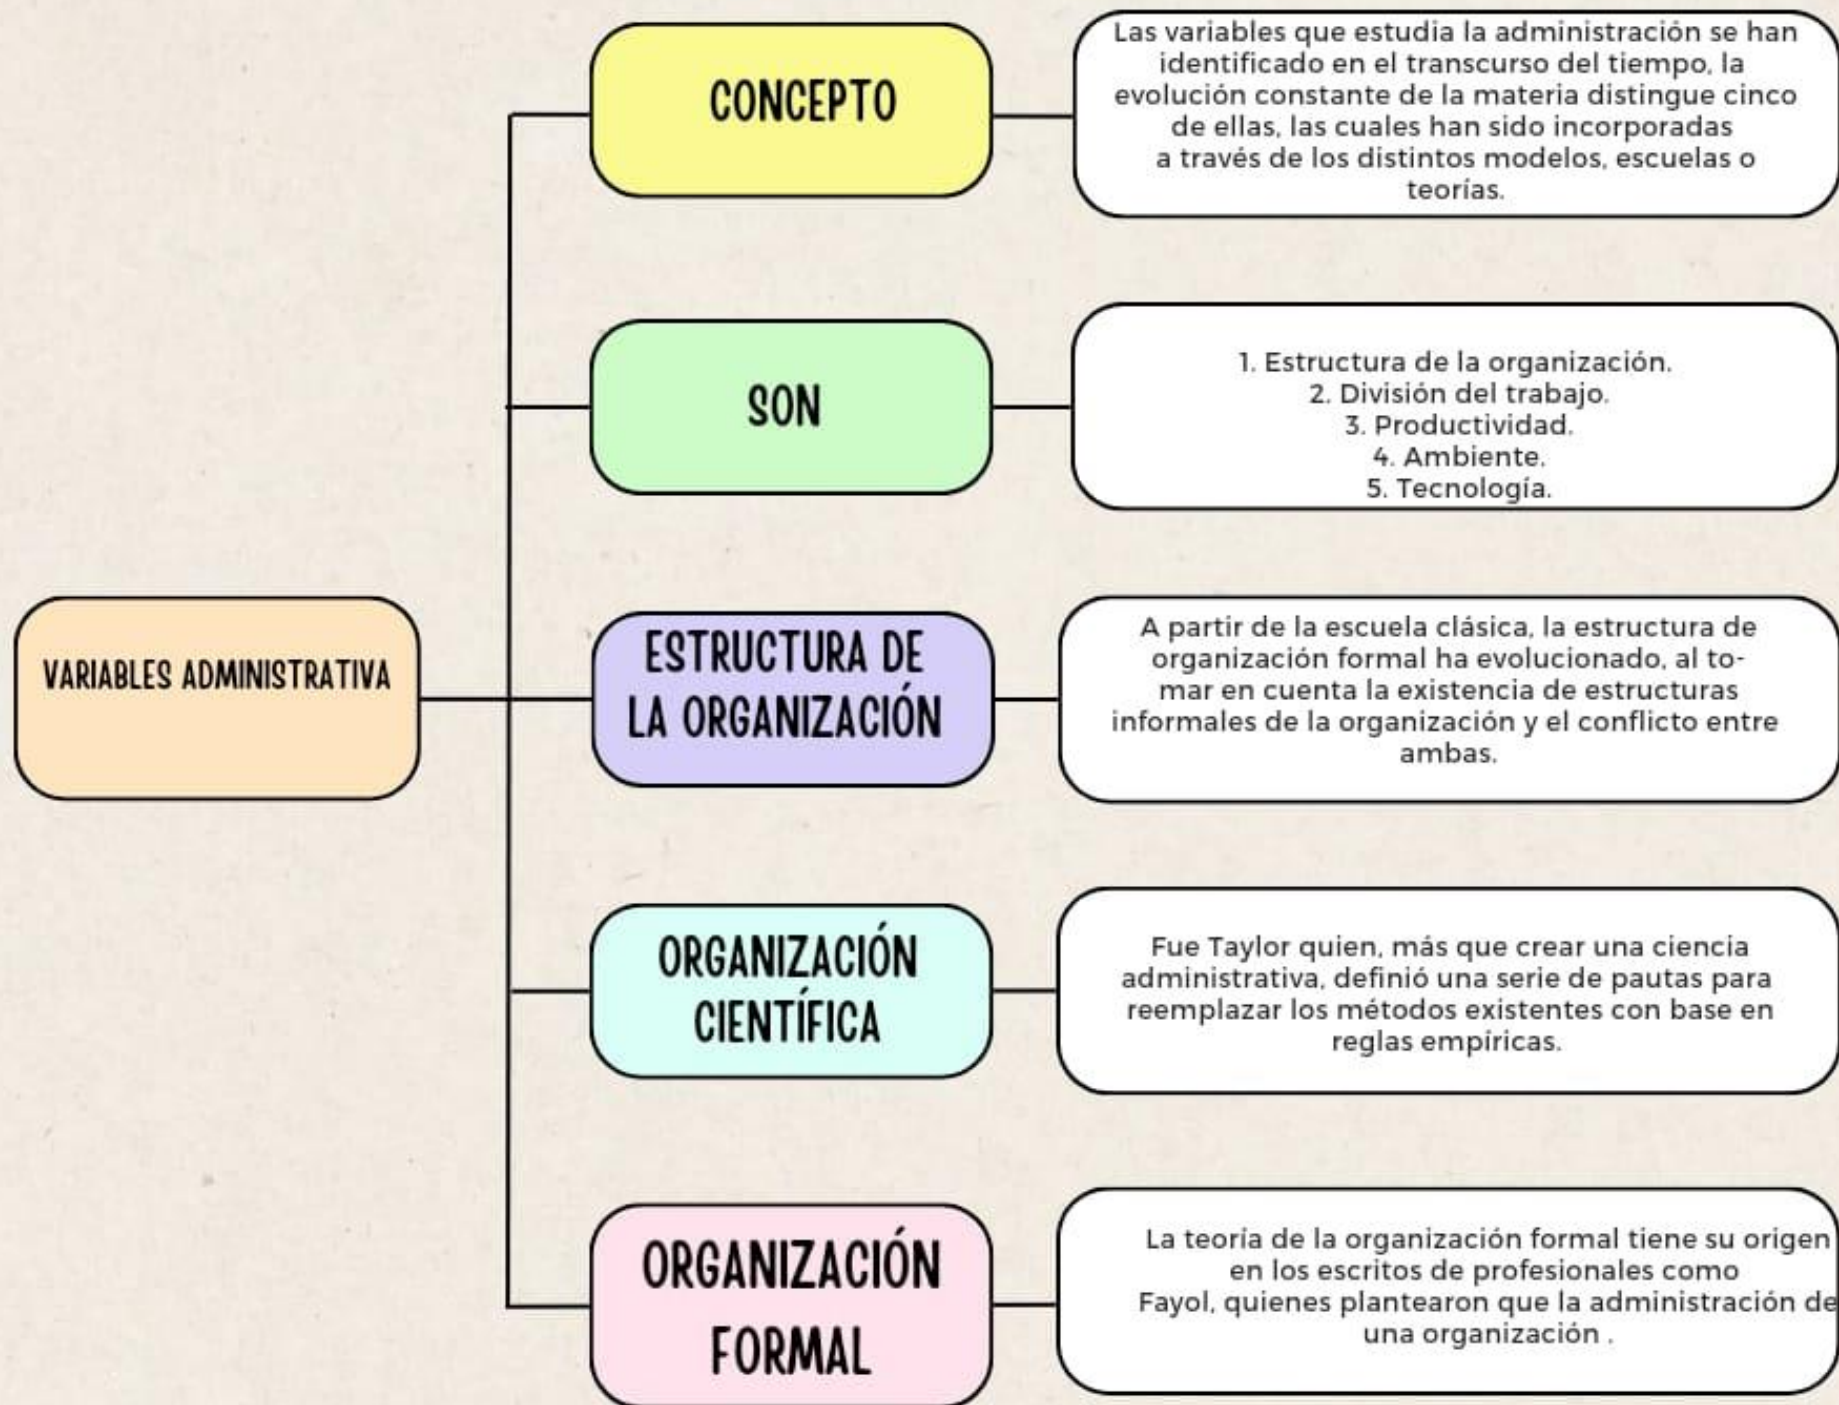 CONCEPTO
Las variables que estudia la administración se han
identificado en el transcurso del tiempo, la
evolución constante de la materia distingue cinco
de ellas, las cuales han sido incorporadas
a través de los distintos modelos, escuelas o
teorías.
SON
1. Estructura de la organización.
2. División del trabajo.
3. Productividad.
4. Ambiente.
5. Tecnología.
VARIABLES ADMINISTRATIVA
ESTRUCTURA DE
LA ORGANIZACIÓN
A partir de la escuela clásica, la estructura de
organización formal ha evolucionado, al to-
mar en cuenta la existencia de estructuras
informales de la organización y el conflicto entre
ambas.
ORGANIZACIÓN
CIENTÍFICA
Fue Taylor quien, más que crear una ciencia
administrativa, definió una serie de pautas para
reemplazar los métodos existentes con base en
reglas empíricas.
ORGANIZACIÓN
FORMAL
La teoría de la organización formal tiene su origen
en los escritos de profesionales como
Fayol, quienes plantearon que la administración de
una organización .